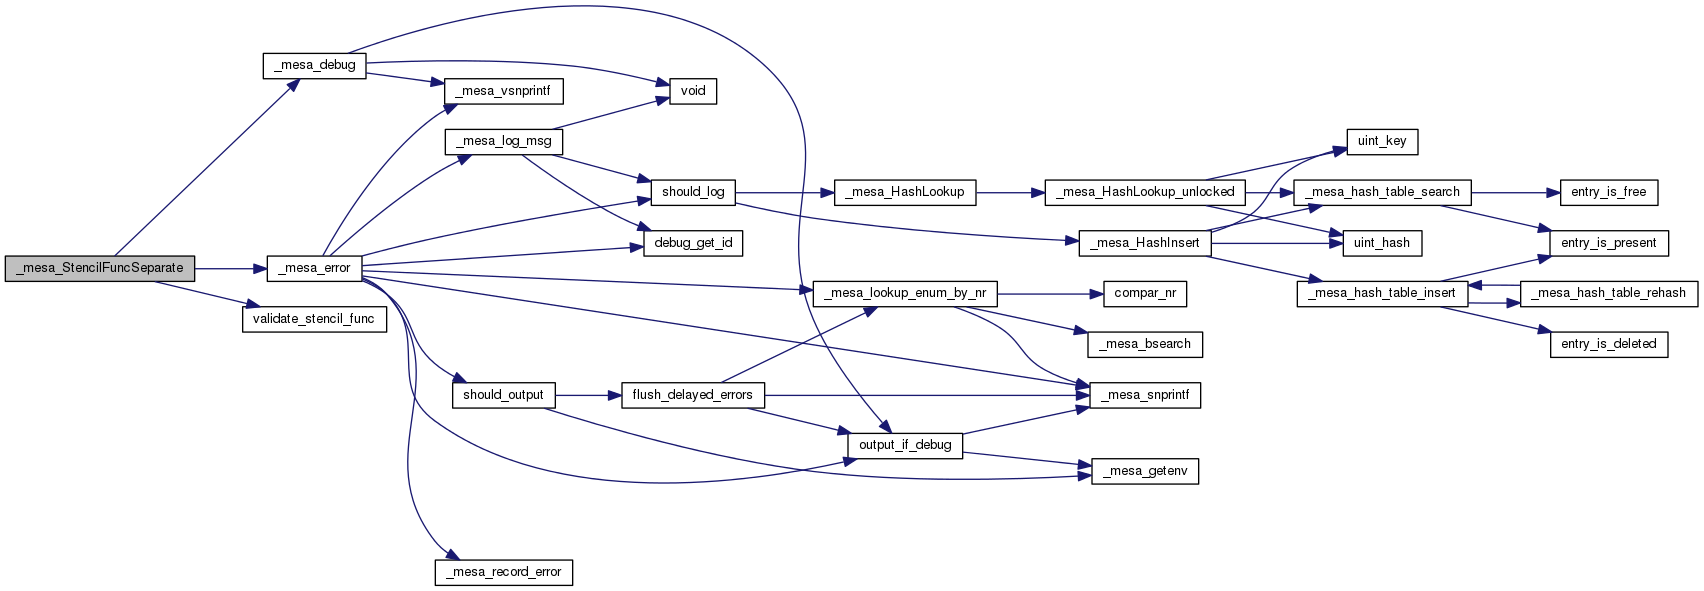 _mesa_debug
_mesa_vsnprintf
void
_mesa_log_msg
uint_key
should_log
_mesa_HashLookup
_mesa_HashLookup_unlocked
_mesa_hash_table_search
entry_is_free
debug_get_id
_mesa_HashInsert
uint_hash
entry_is_present
_mesa_StencilFuncSeparate
_mesa_error
_mesa_lookup_enum_by_nr
compar_nr
_mesa_hash_table_insert
_mesa_hash_table_rehash
validate_stencil_func
_mesa_bsearch
entry_is_deleted
should_output
flush_delayed_errors
_mesa_snprintf
output_if_debug
_mesa_getenv
_mesa_record_error